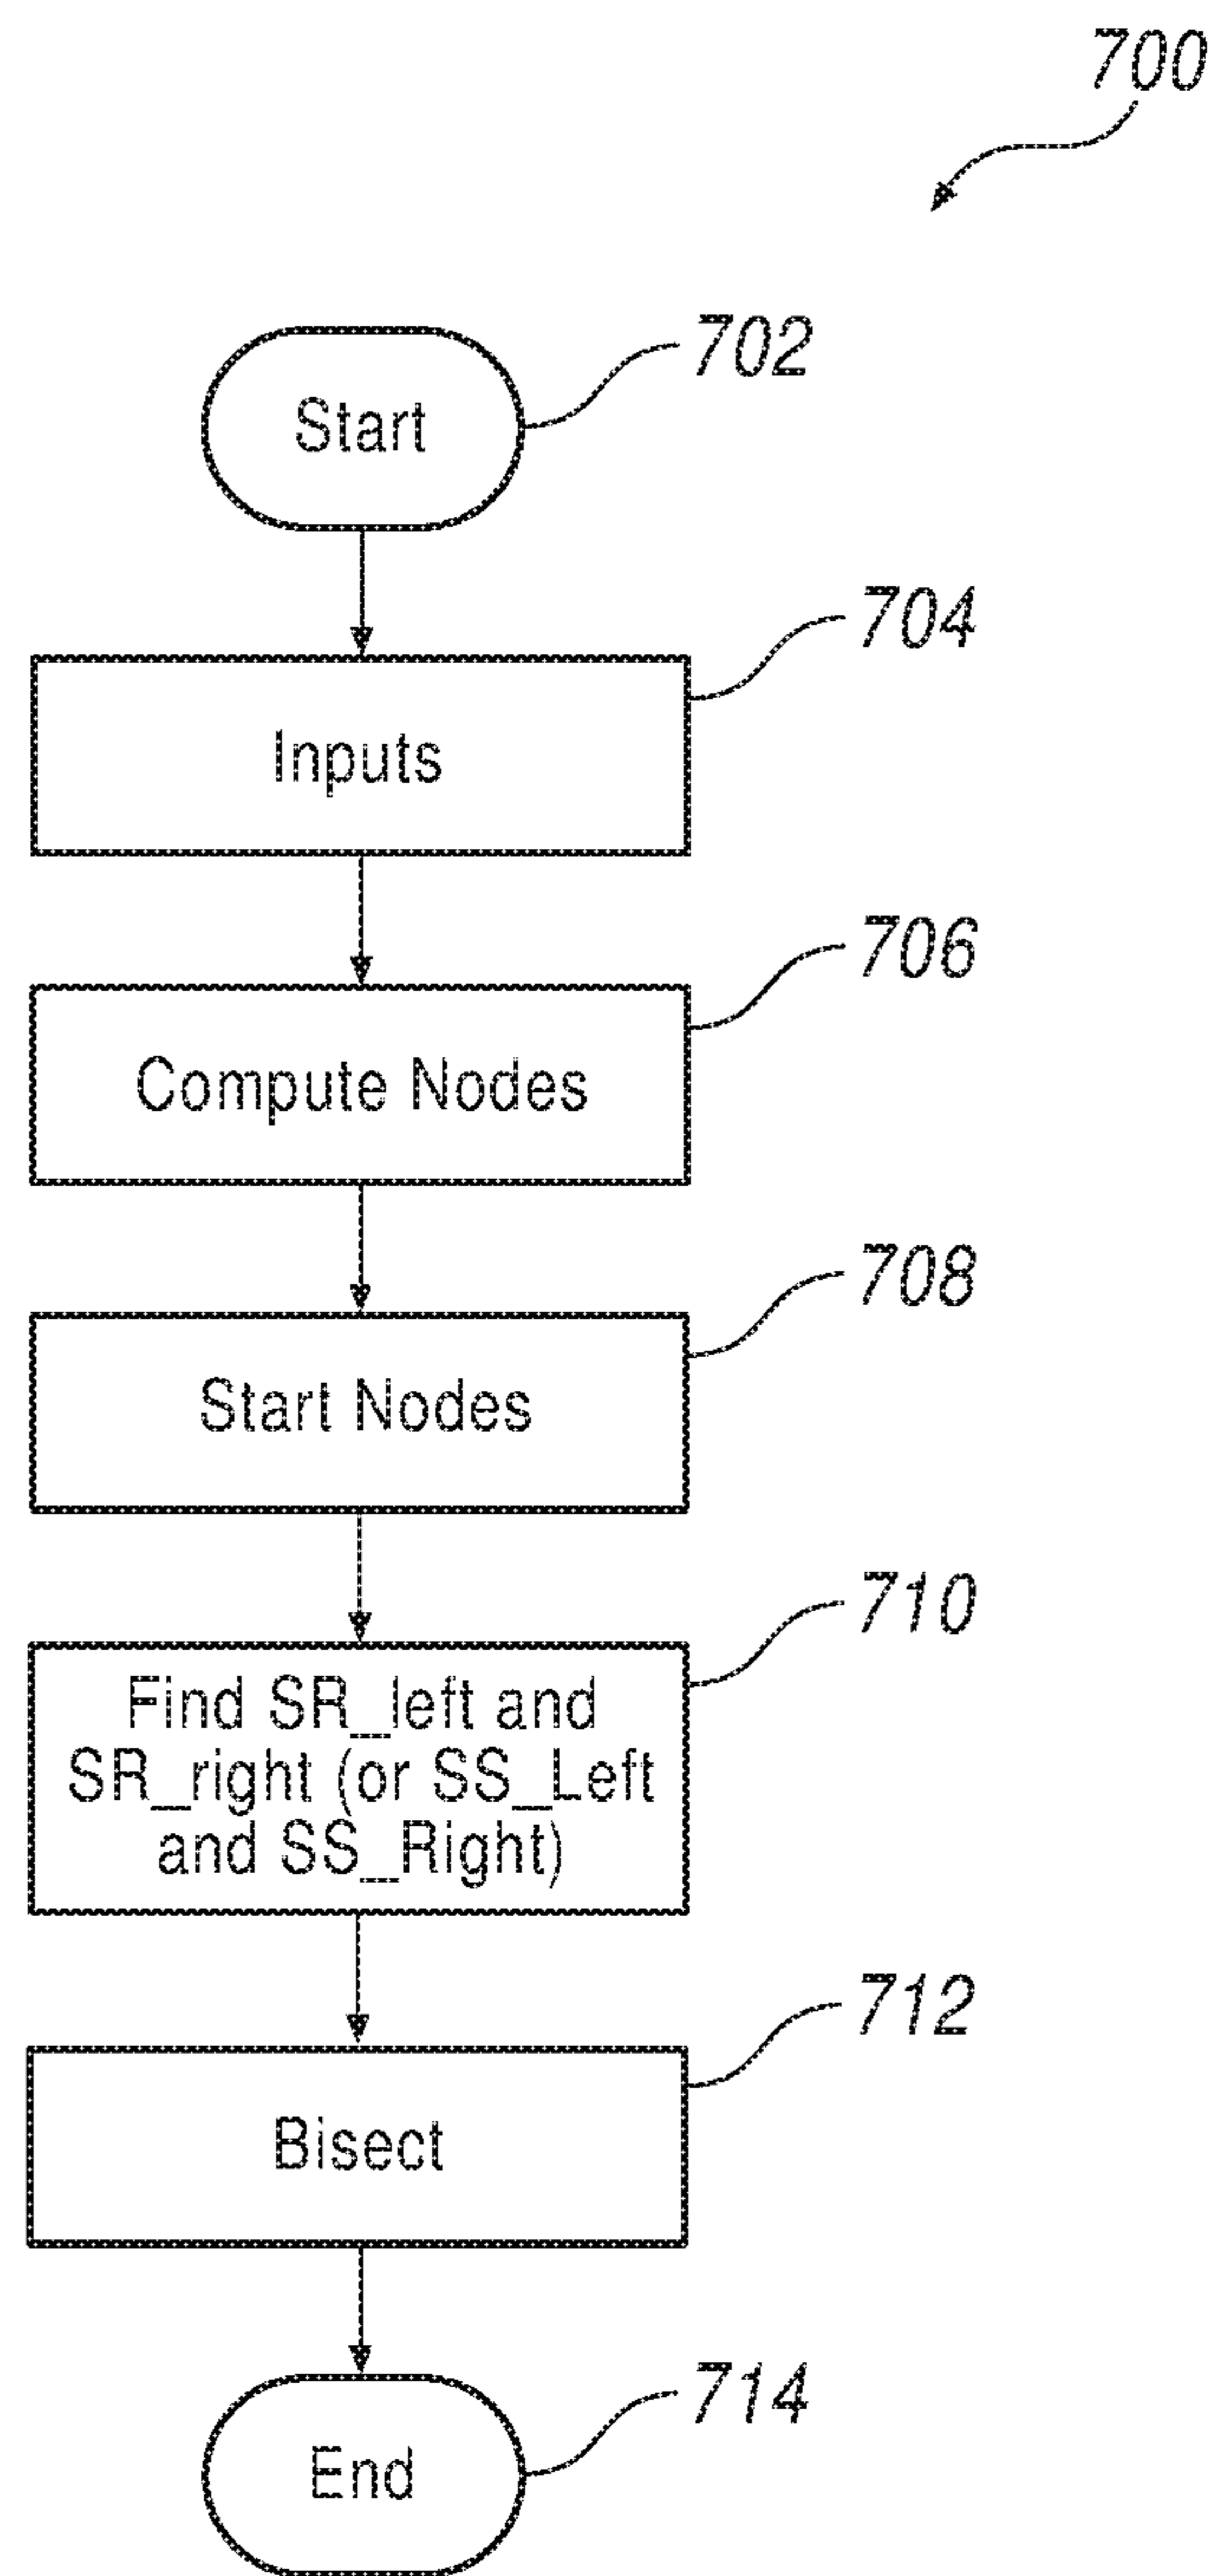 700
702
Start
704
Inputs
706
Compute Nodes
708
Start Nodes
710
Find SR_left and
SR_right (or SS_Left
and SS_Right)
712
Bisect
714
End